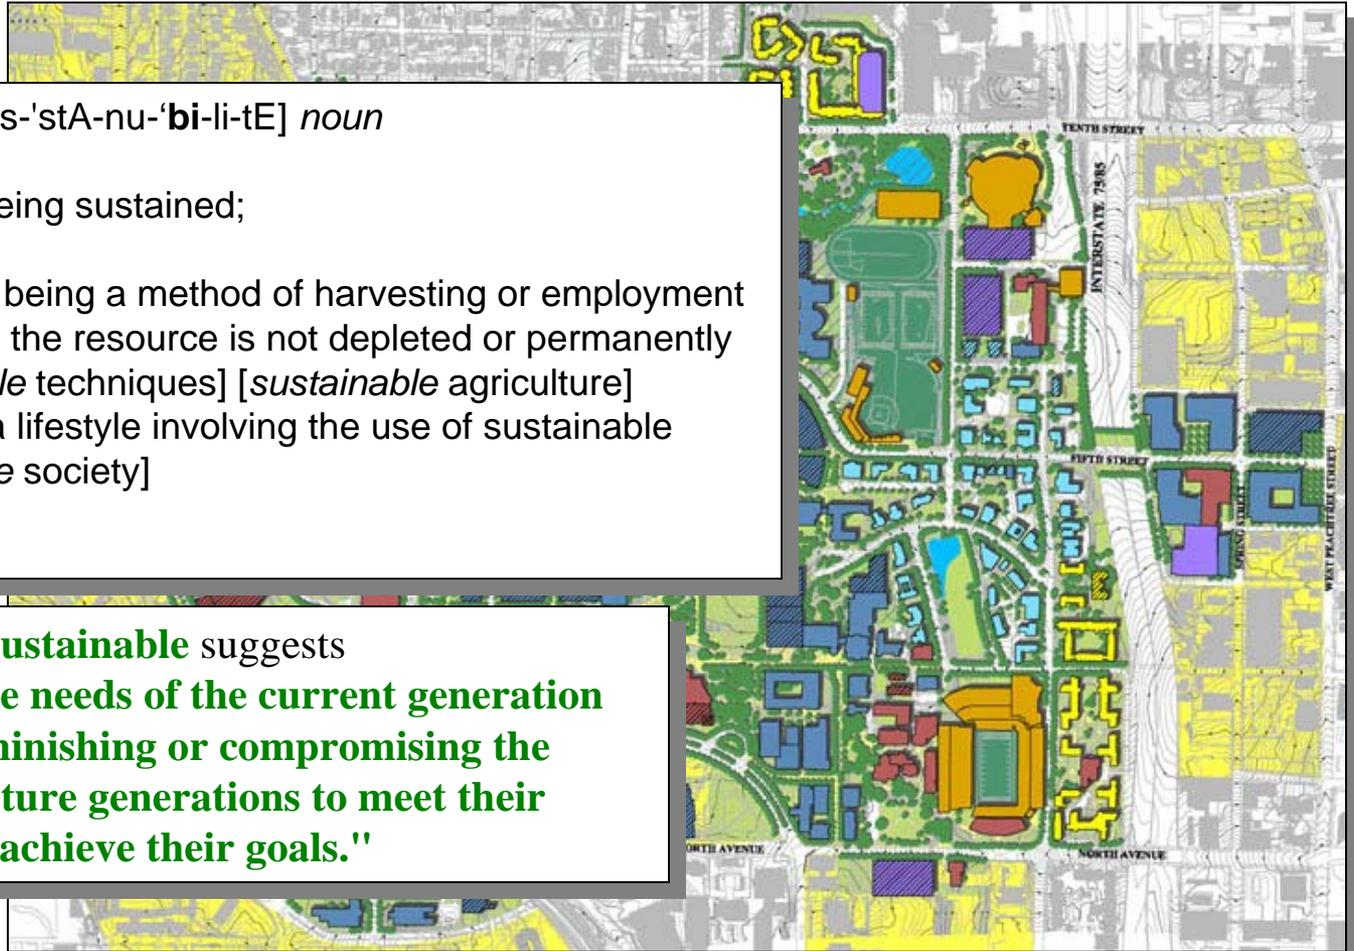 s-'stA-nu-‘bi-li-tE] noun
eing sustained;
being a method of harvesting or employment
the resource is not depleted or permanently
le techniques] [sustainable agriculture]
a lifestyle involving the use of sustainable
e society]
ustainable suggests
e needs of the current generation
minishing or compromising the
ture generations to meet their
achieve their goals."
TENTH STREET
INTERSTATE 75/85
FIFTH STREET
SPRING STREET
WEST PEACHTREE STREET
ORTH AVENUE
NORTH AVENUE